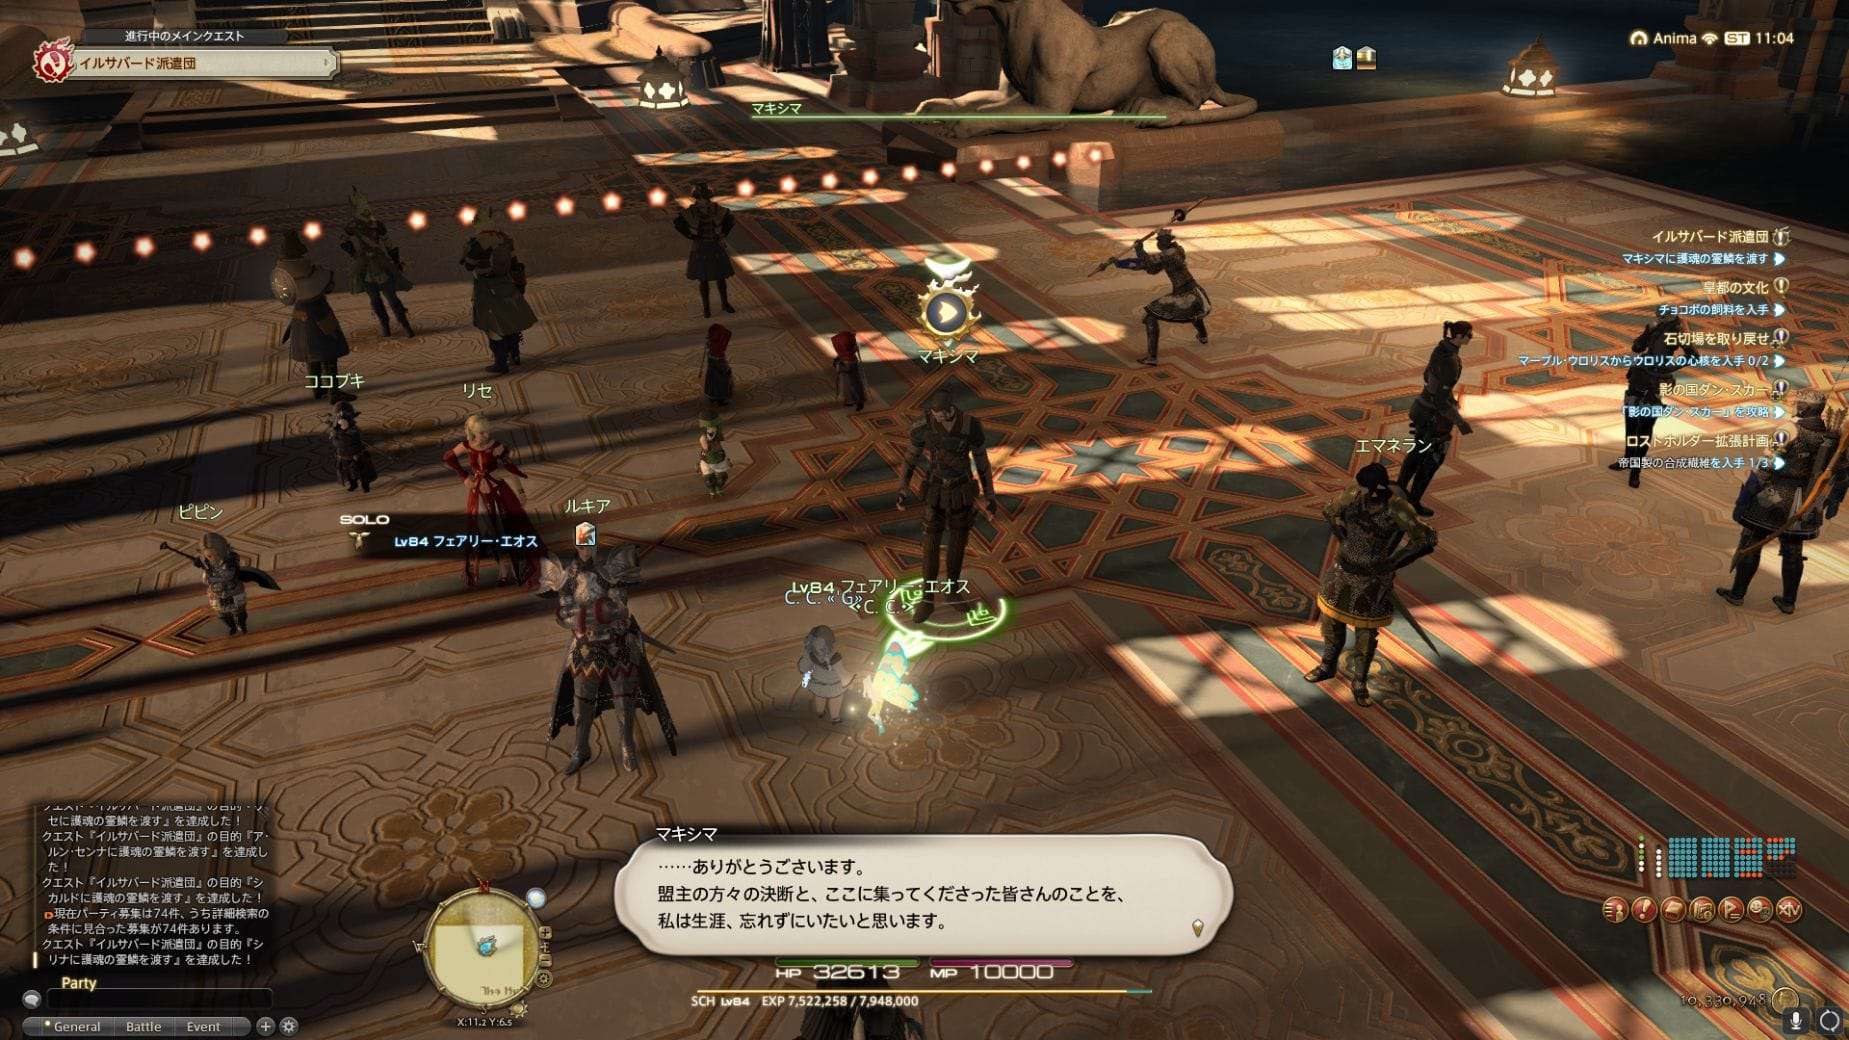 進行中のメインクエスト
イルサバード派遣団
Anima ST 11:04
マキシマ
イルサバード派遣団
マキシマに護魂の霊鱗を渡す
皇都の文化
チョコボの飼料を入手
石切場を取り戻せ
マーブル・ウロリスからウロリスの心核を入手 0/2
影の国ダン・スカー
「影の国ダン・スカー」を攻略
ロストホルダー拡張計画
帝国製の合成繊維を入手 1/3
マキシマ
ココブキ
リセ
エマネラン
ピピン
ルキア
SOLO
Lv84 フェアリー・エオス
Lv84 フェアリー・エオス
C. C. «'G»
«C. C.»
セに護魂の霊鱗を渡す』を達成した！
クエスト『イルサバード派遣団』の目的『ア・
ルン・センナに護魂の霊鱗を渡す』を達成し
た！
クエスト『イルサバード派遣団』の目的『シ
カルドに護魂の霊鱗を渡す』を達成した！
現在パーティ募集は74件、うち詳細検索の
条件に見合った募集が74件あります。
クエスト『イルサバード派遣団』の目的『シ
リナに護魂の霊鱗を渡す』を達成した！
Party
General Battle Event
N
W
S
X:11.2 Y:6.5
マキシマ
……ありがとうございます。
盟主の方々の決断と、ここに集ってくださった皆さんのことを、
私は生涯、忘れずにいたいと思います。
HP 32613 MP 10000
SCH Lv84 EXP 7,522,258 / 7,948,000
XIV
10,330,948